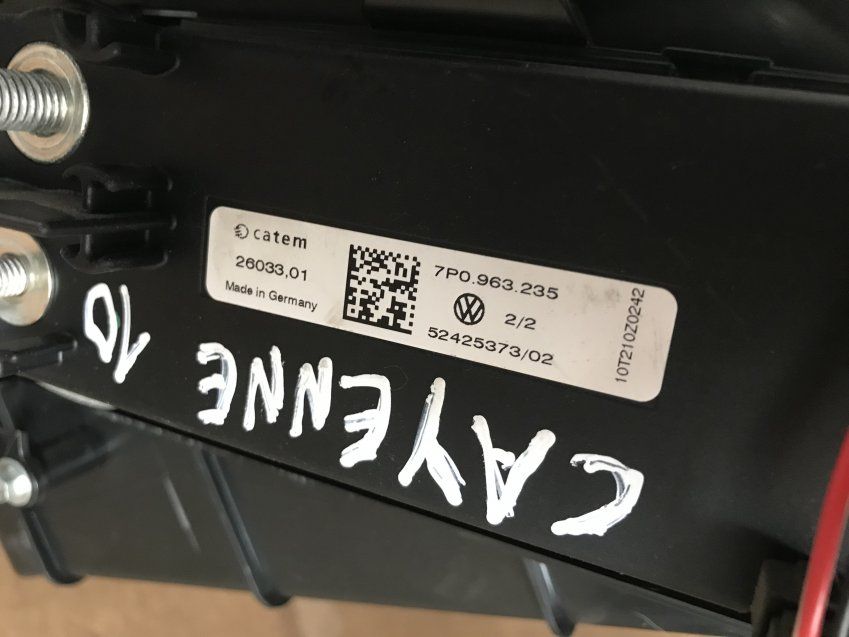 catem
26033,01
Made in Germany
7P0.963.235
2/2
52425373/02
10T210Z0242
CAYENNE 10